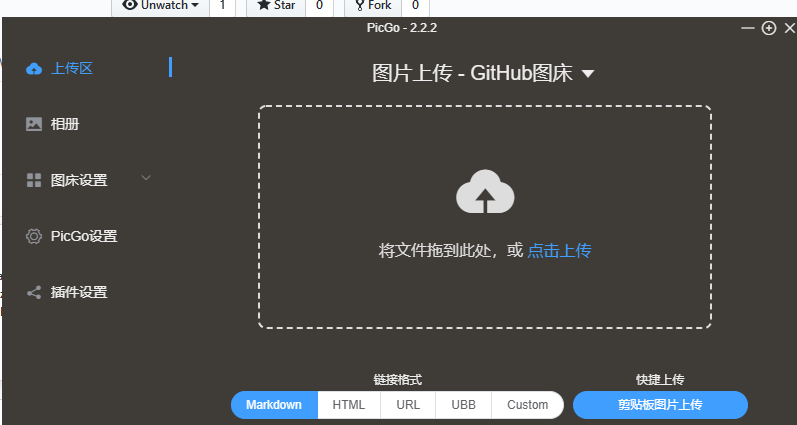 Unwatch 1 Star 0 Fork 0
PicGo - 2.2.2
上传区
图片上传 - GitHub图床
相册
图床设置
将文件拖到此处，或 点击上传
PicGo设置
插件设置
链接格式
快捷上传
Markdown HTML URL UBB Custom
剪贴板图片上传